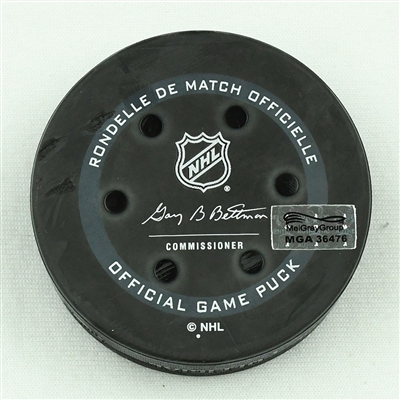 RONDELLE DE MATCH OFFICIELLE
NHL
®
Gary B Bettman
COMMISSIONER
MeiGrayGroup
MGA 36476
OFFICIAL GAME PUCK
© NHL